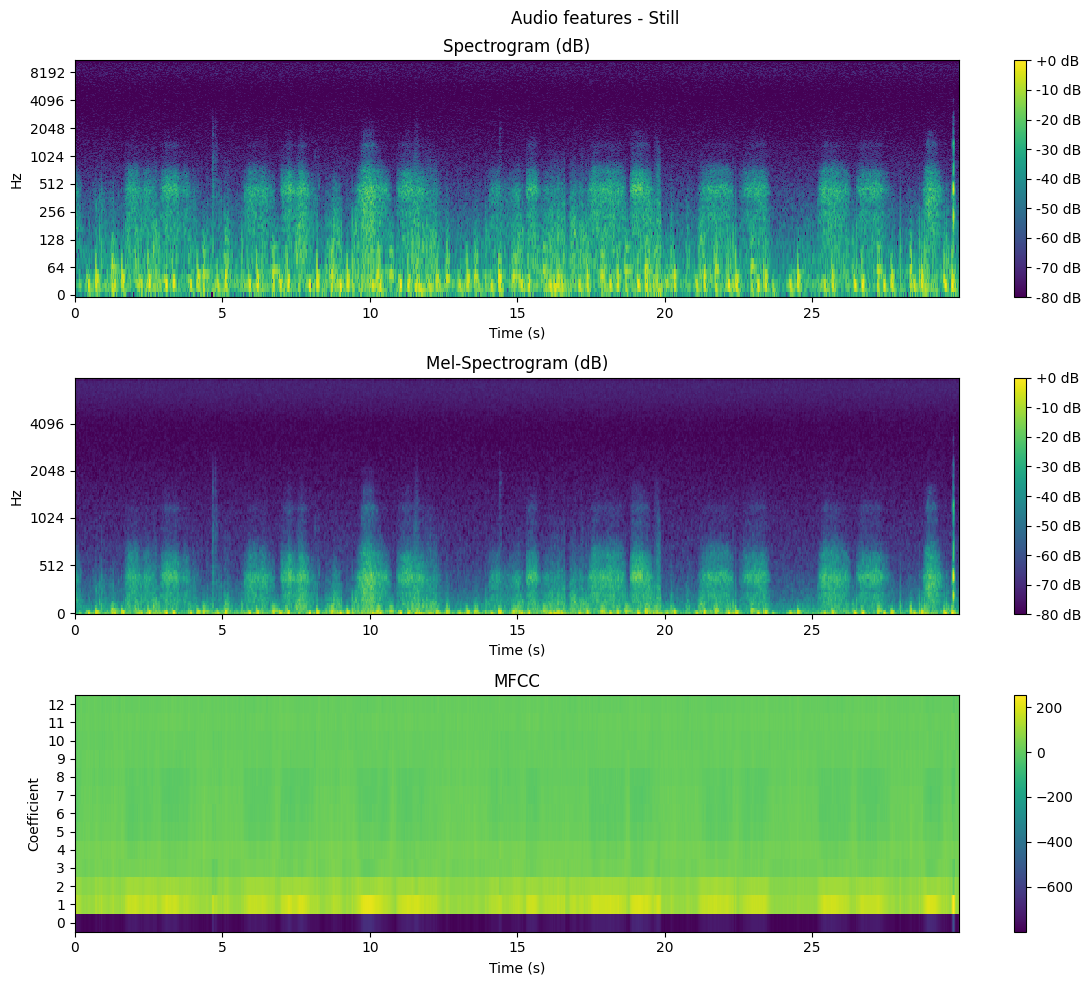 Audio features - Still
Spectrogram (dB)
8192
4096
2048
1024
512
256
128
64
0
Hz
0 5 10 15 20 25
Time (s)
+0 dB
-10 dB
-20 dB
-30 dB
-40 dB
-50 dB
-60 dB
-70 dB
-80 dB
Mel-Spectrogram (dB)
4096
2048
1024
512
0
Hz
0 5 10 15 20 25
Time (s)
+0 dB
-10 dB
-20 dB
-30 dB
-40 dB
-50 dB
-60 dB
-70 dB
-80 dB
MFCC
12
11
10
9
8
7
6
5
4
3
2
1
0
Coefficient
0 5 10 15 20 25
Time (s)
200
0
−200
−400
−600